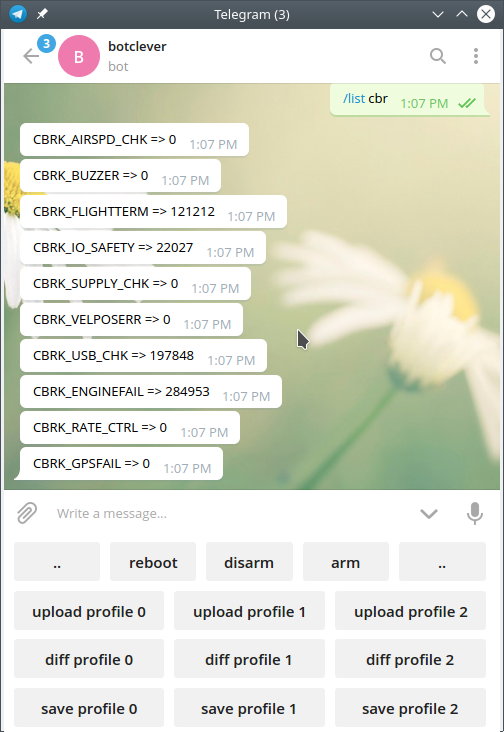 Telegram (3)
3
B
botclever
bot
/list cbr 1:07 PM
CBRK_AIRSPD_CHK => 0 1:07 PM
CBRK_BUZZER => 0 1:07 PM
CBRK_FLIGHTTERM => 121212 1:07 PM
CBRK_IO_SAFETY => 22027 1:07 PM
CBRK_SUPPLY_CHK => 0 1:07 PM
CBRK_VELPOSERR => 0 1:07 PM
CBRK_USB_CHK => 197848 1:07 PM
CBRK_ENGINEFAIL => 284953 1:07 PM
CBRK_RATE_CTRL => 0 1:07 PM
CBRK_GPSFAIL => 0 1:07 PM
Write a message...
.. reboot disarm arm ..
upload profile 0 upload profile 1 upload profile 2
diff profile 0 diff profile 1 diff profile 2
save profile 0 save profile 1 save profile 2